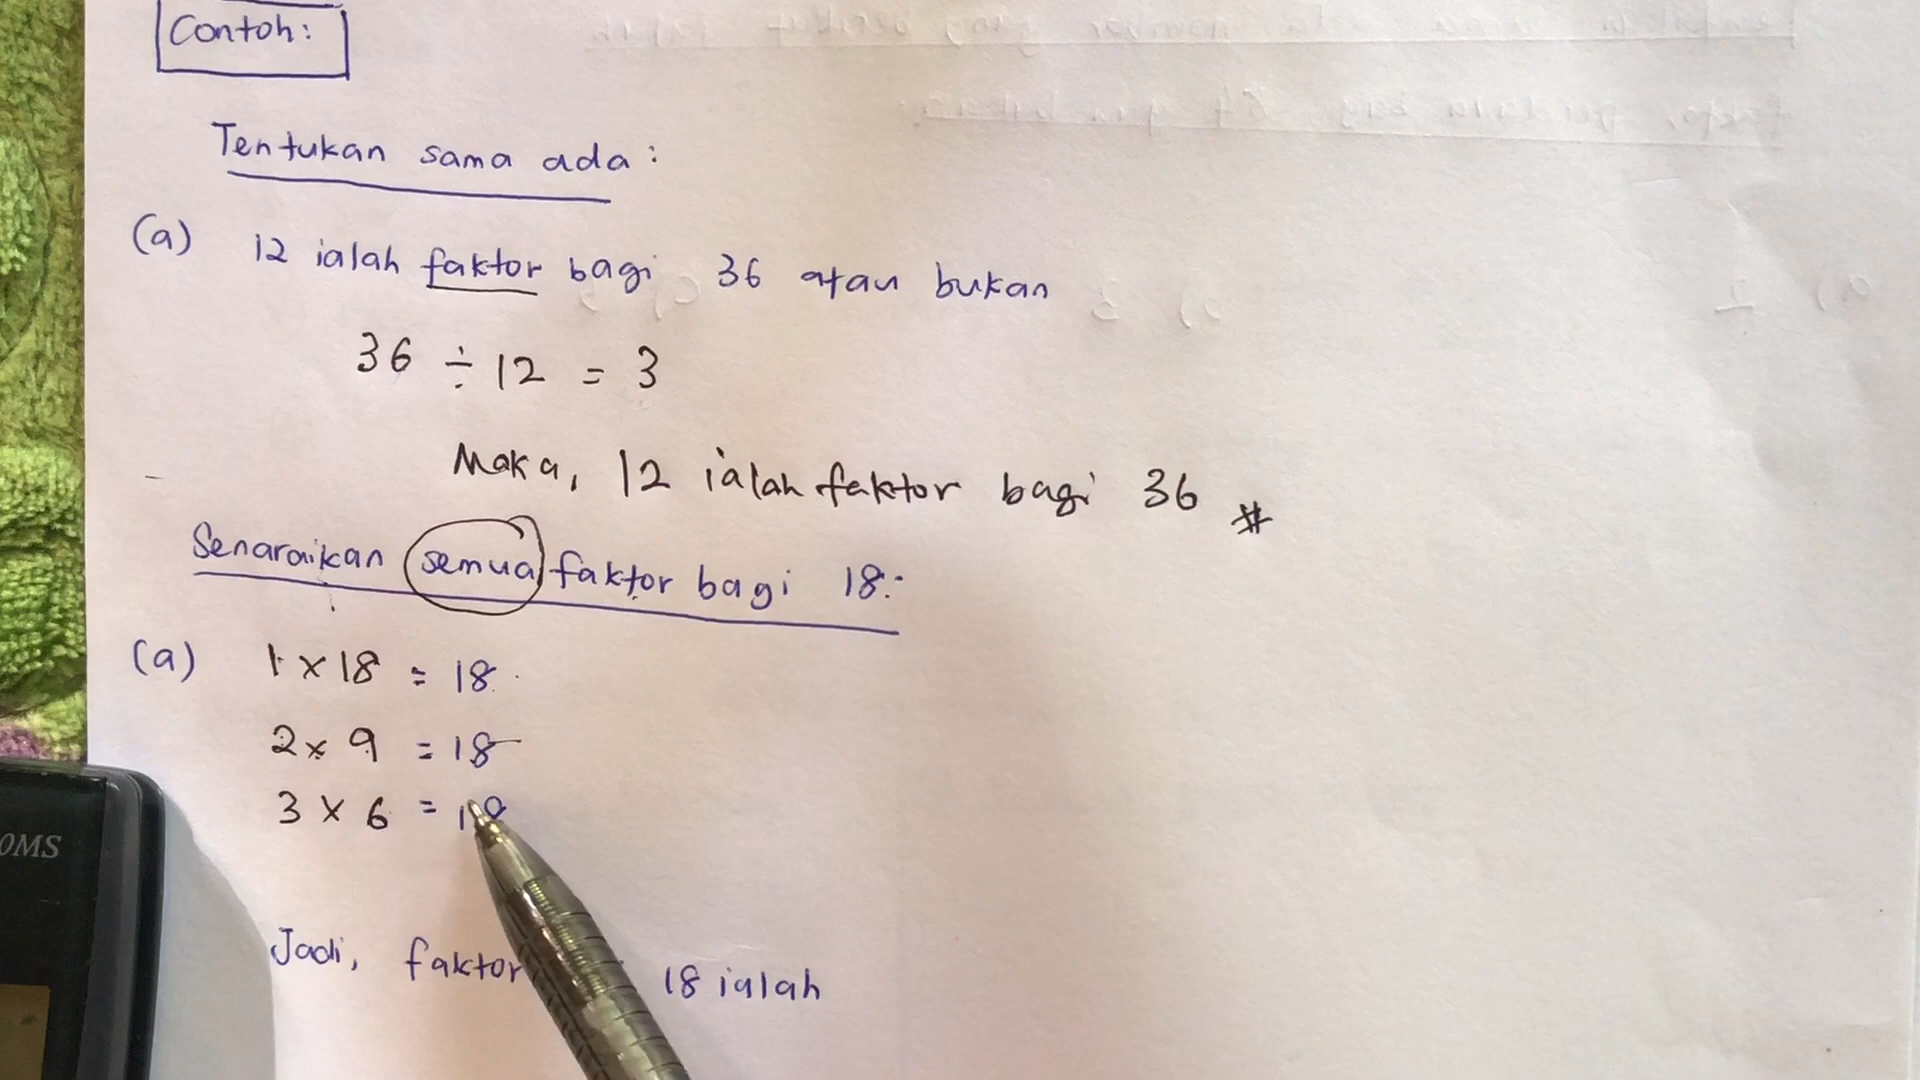 Contoh:
Tentukan sama ada:
(a) 12 ialah faktor bagi 36 atau bukan
36 ÷ 12 = 3
Maka, 12 ialah faktor bagi 36 #
Senaraikan semua faktor bagi 18:
(a) 1 x 18 = 18
2 x 9 = 18
3 x 6 = 18
Jadi, faktor 18 ialah
OMS